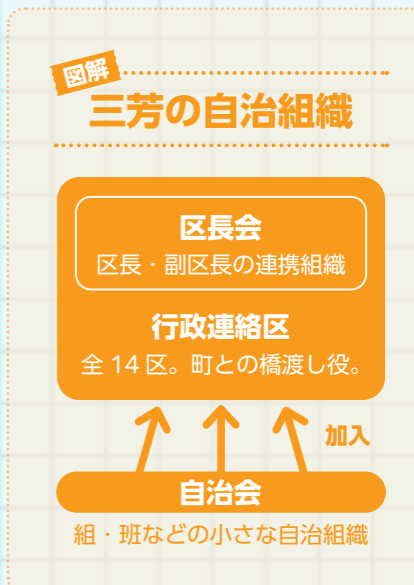 図解
三芳の自治組織
区長会
区長・副区長の連携組織
行政連絡区
全 14 区。町との橋渡し役。
加入
自治会
組・班などの小さな自治組織